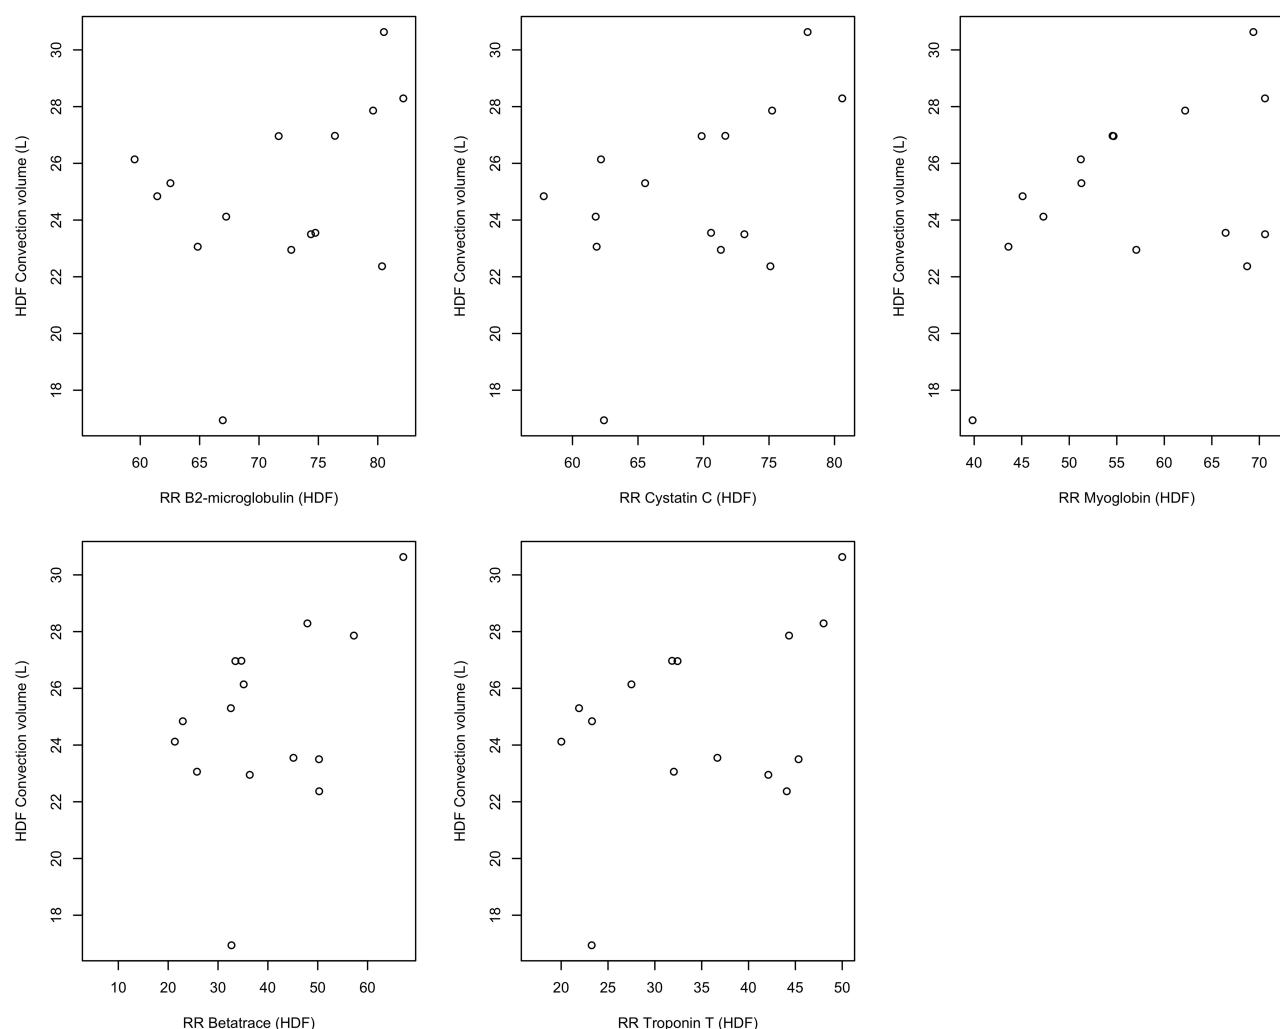 HDF Convection volume (L)
30
28
26
24
22
20
18
60 65 70 75 80
RR B2-microglobulin (HDF)
HDF Convection volume (L)
30
28
26
24
22
20
18
60 65 70 75 80
RR Cystatin C (HDF)
HDF Convection volume (L)
30
28
26
24
22
20
18
40 45 50 55 60 65 70
RR Myoglobin (HDF)
HDF Convection volume (L)
30
28
26
24
22
20
18
10 20 30 40 50 60
RR Betatrace (HDF)
HDF Convection volume (L)
30
28
26
24
22
20
18
20 25 30 35 40 45 50
RR Troponin T (HDF)